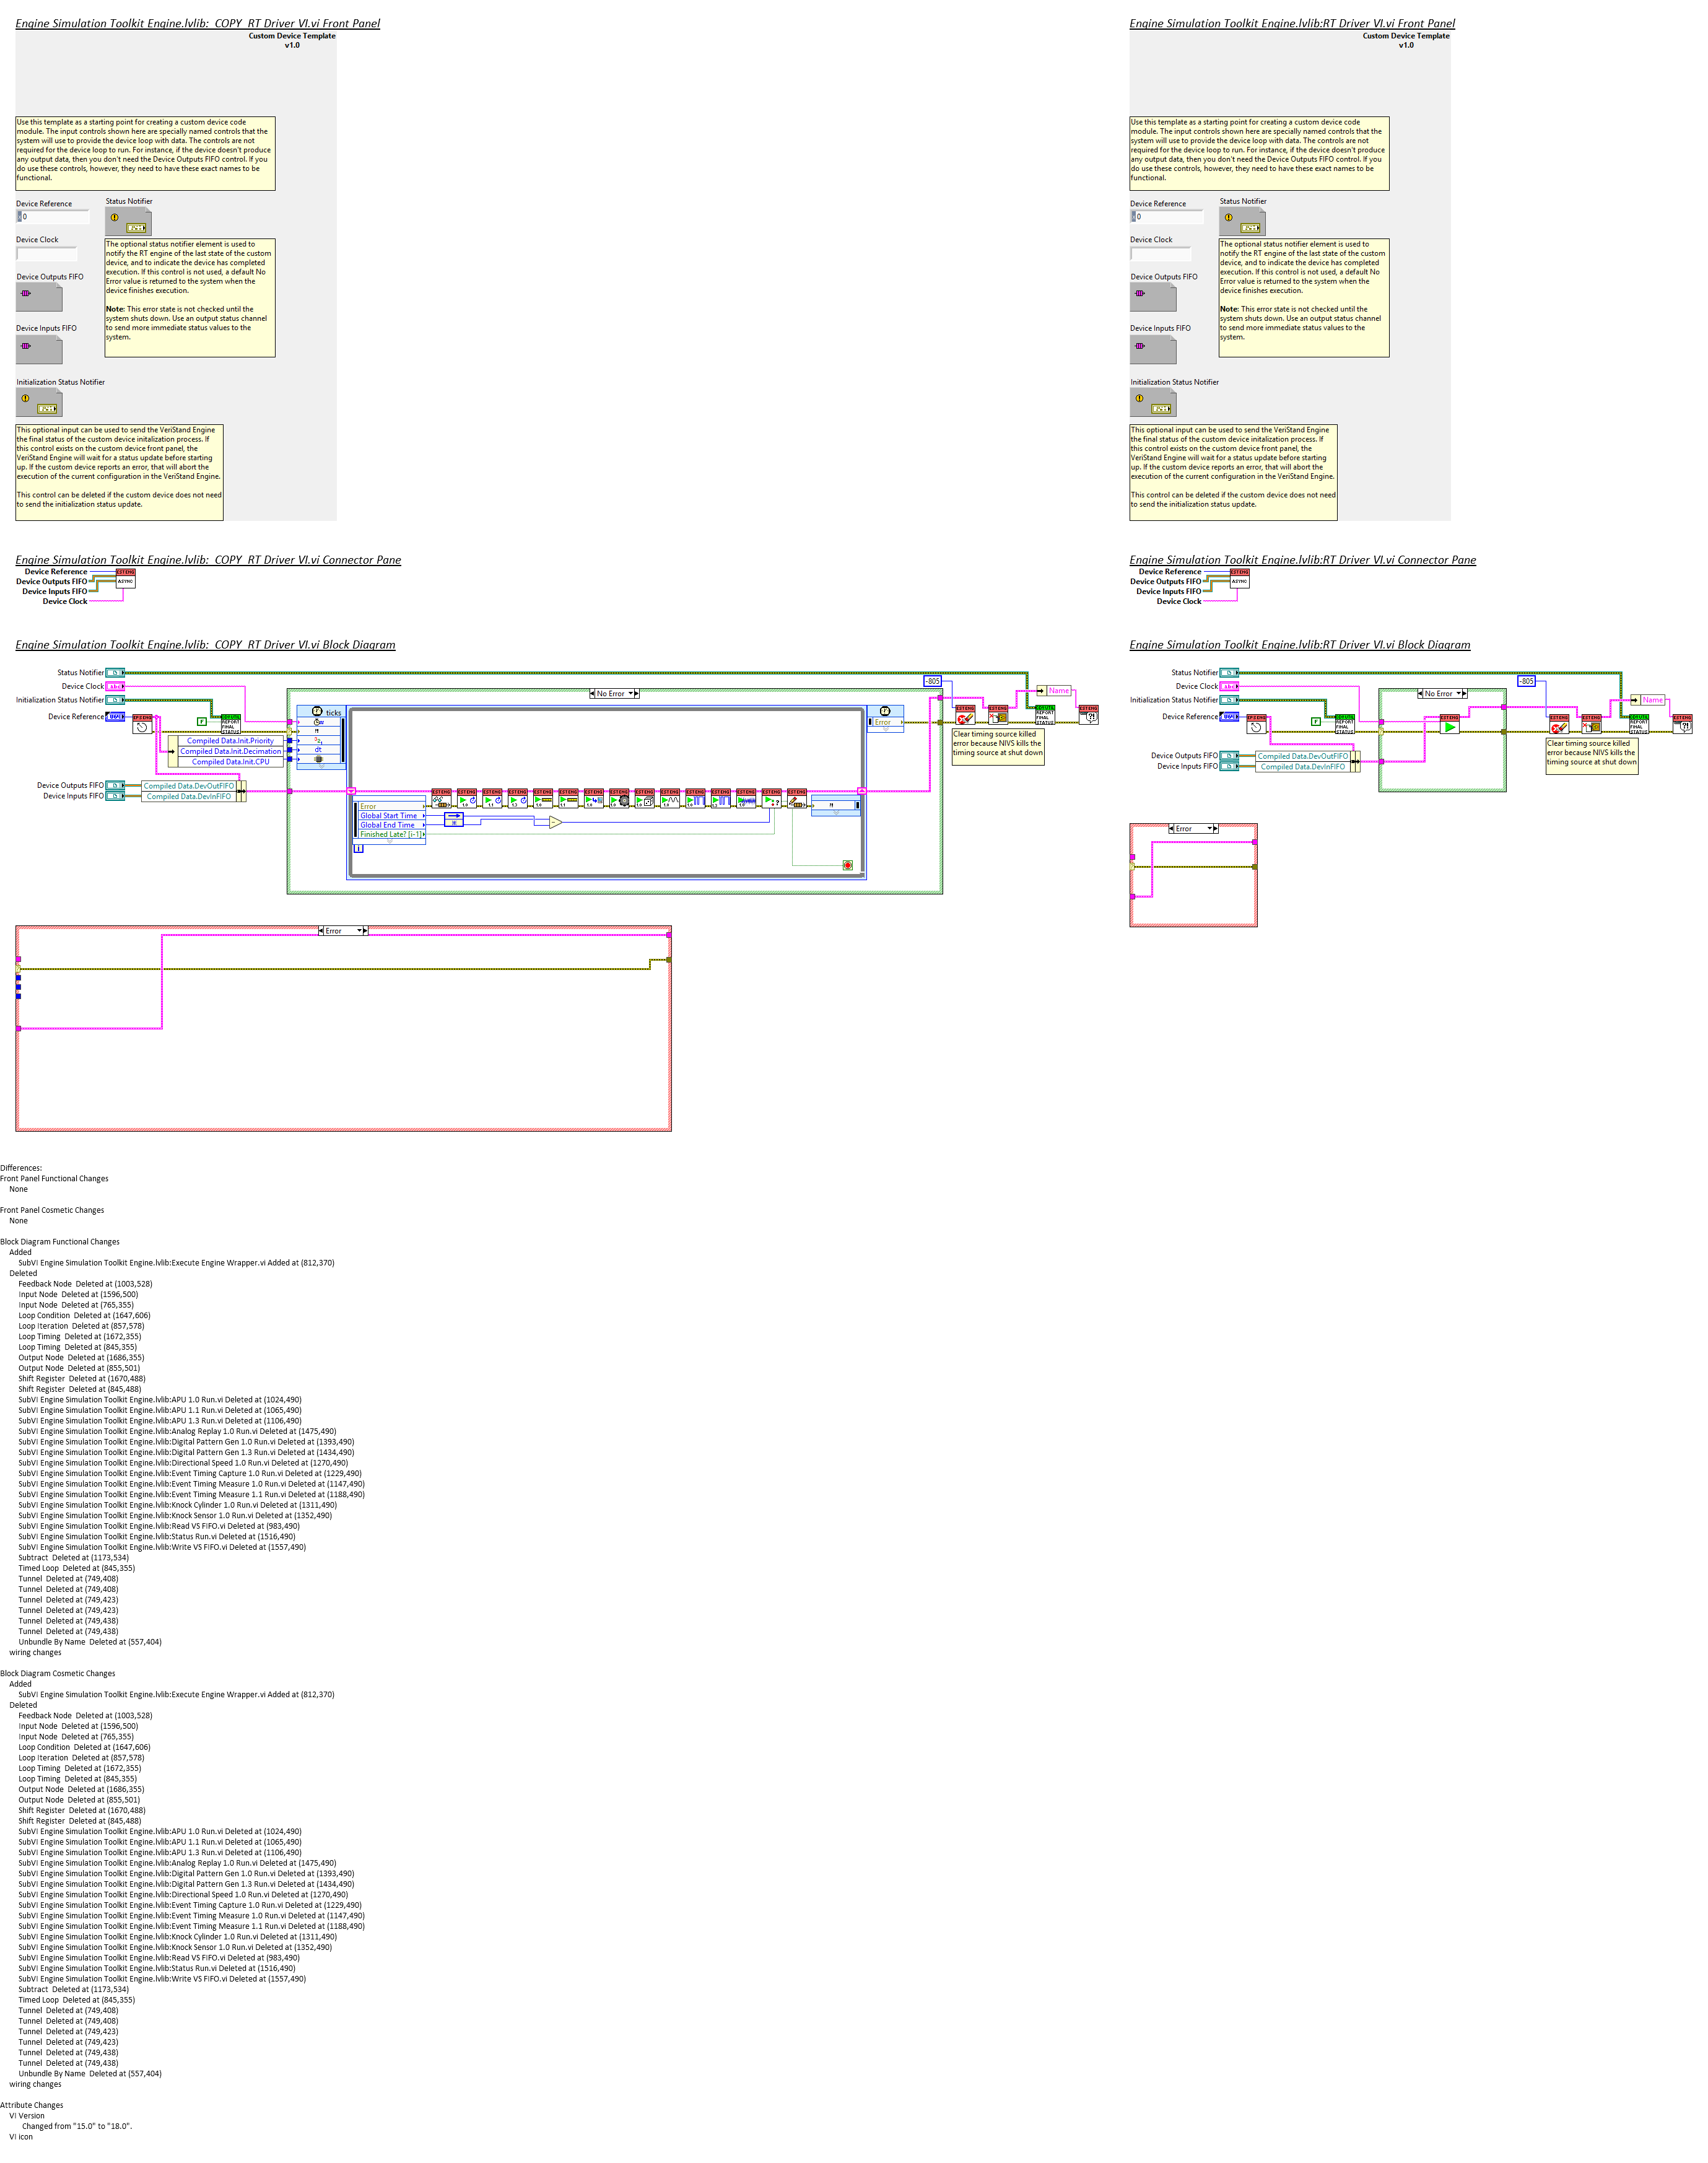 Engine Simulation Toolkit Engine.lvlib:_COPY_RT Driver VI.vi Front Panel
Custom Device Template
v1.0
Use this template as a starting point for creating a custom device code
module. The input controls shown here are specially named controls that the
system will use to provide the device loop with data. The controls are not
required for the device loop to run. For instance, if the device doesn't produce
any output data, then you don't need the Device Outputs FIFO control. If you
do use these controls, however, they need to have these exact names to be
functional.
Device Reference
0
Status Notifier
Device Clock
The optional status notifier element is used to
notify the RT engine of the last state of the custom
device, and to indicate the device has completed
execution. If this control is not used, a default No
Error value is returned to the system when the
device finishes execution.
Note: This error state is not checked until the
system shuts down. Use an output status channel
to send more immediate status values to the
system.
Device Outputs FIFO
Device Inputs FIFO
Initialization Status Notifier
This optional input can be used to send the VeriStand Engine
the final status of the custom device initalization process. If
this control exists on the custom device front panel, the
VeriStand Engine will wait for a status update before starting
up. If the custom device reports an error, that will abort the
execution of the current configuration in the VeriStand Engine.
This control can be deleted if the custom device does not need
to send the initialization status update.
Engine Simulation Toolkit Engine.lvlib:RT Driver VI.vi Front Panel
Custom Device Template
v1.0
Use this template as a starting point for creating a custom device code
module. The input controls shown here are specially named controls that the
system will use to provide the device loop with data. The controls are not
required for the device loop to run. For instance, if the device doesn't produce
any output data, then you don't need the Device Outputs FIFO control. If you
do use these controls, however, they need to have these exact names to be
functional.
Device Reference
0
Status Notifier
Device Clock
The optional status notifier element is used to
notify the RT engine of the last state of the custom
device, and to indicate the device has completed
execution. If this control is not used, a default No
Error value is returned to the system when the
device finishes execution.
Note: This error state is not checked until the
system shuts down. Use an output status channel
to send more immediate status values to the
system.
Device Outputs FIFO
Device Inputs FIFO
Initialization Status Notifier
This optional input can be used to send the VeriStand Engine
the final status of the custom device initalization process. If
this control exists on the custom device front panel, the
VeriStand Engine will wait for a status update before starting
up. If the custom device reports an error, that will abort the
execution of the current configuration in the VeriStand Engine.
This control can be deleted if the custom device does not need
to send the initialization status update.
Engine Simulation Toolkit Engine.lvlib:_COPY_RT Driver VI.vi Connector Pane
Device Reference
Device Outputs FIFO
Device Inputs FIFO
Device Clock
ASYNC
Engine Simulation Toolkit Engine.lvlib:RT Driver VI.vi Connector Pane
Device Reference
Device Outputs FIFO
Device Inputs FIFO
Device Clock
ASYNC
Engine Simulation Toolkit Engine.lvlib:_COPY_RT Driver VI.vi Block Diagram
Status Notifier
Device Clock
Initialization Status Notifier
Device Reference
REPORT FINAL STATUS
Compiled Data.Init.Priority
Compiled Data.Init.Decimation
Compiled Data.Init.CPU
Device Outputs FIFO
Device Inputs FIFO
Compiled Data.DevOutFIFO
Compiled Data.DevInFIFO
No Error
ticks
dt
Error
Global Start Time
Global End Time
Finished Late? [i-1]
i
Error
-805
Name
REPORT FINAL STATUS
Clear timing source killed
error because NIVS kills the
timing source at shut down
Error
Engine Simulation Toolkit Engine.lvlib:RT Driver VI.vi Block Diagram
Status Notifier
Device Clock
Initialization Status Notifier
Device Reference
REPORT FINAL STATUS
Device Outputs FIFO
Device Inputs FIFO
Compiled Data.DevOutFIFO
Compiled Data.DevInFIFO
No Error
-805
Name
REPORT FINAL STATUS
Clear timing source killed
error because NIVS kills the
timing source at shut down
Error
Differences:
Front Panel Functional Changes
None
Front Panel Cosmetic Changes
None
Block Diagram Functional Changes
Added
SubVI Engine Simulation Toolkit Engine.lvlib:Execute Engine Wrapper.vi Added at (812,370)
Deleted
Feedback Node Deleted at (1003,528)
Input Node Deleted at (1596,500)
Input Node Deleted at (765,355)
Loop Condition Deleted at (1647,606)
Loop Iteration Deleted at (857,578)
Loop Timing Deleted at (1672,355)
Loop Timing Deleted at (845,355)
Output Node Deleted at (1686,355)
Output Node Deleted at (855,501)
Shift Register Deleted at (1670,488)
Shift Register Deleted at (845,488)
SubVI Engine Simulation Toolkit Engine.lvlib:APU 1.0 Run.vi Deleted at (1024,490)
SubVI Engine Simulation Toolkit Engine.lvlib:APU 1.1 Run.vi Deleted at (1065,490)
SubVI Engine Simulation Toolkit Engine.lvlib:APU 1.3 Run.vi Deleted at (1106,490)
SubVI Engine Simulation Toolkit Engine.lvlib:Analog Replay 1.0 Run.vi Deleted at (1475,490)
SubVI Engine Simulation Toolkit Engine.lvlib:Digital Pattern Gen 1.0 Run.vi Deleted at (1393,490)
SubVI Engine Simulation Toolkit Engine.lvlib:Digital Pattern Gen 1.3 Run.vi Deleted at (1434,490)
SubVI Engine Simulation Toolkit Engine.lvlib:Directional Speed 1.0 Run.vi Deleted at (1270,490)
SubVI Engine Simulation Toolkit Engine.lvlib:Event Timing Capture 1.0 Run.vi Deleted at (1229,490)
SubVI Engine Simulation Toolkit Engine.lvlib:Event Timing Measure 1.0 Run.vi Deleted at (1147,490)
SubVI Engine Simulation Toolkit Engine.lvlib:Event Timing Measure 1.1 Run.vi Deleted at (1188,490)
SubVI Engine Simulation Toolkit Engine.lvlib:Knock Cylinder 1.0 Run.vi Deleted at (1311,490)
SubVI Engine Simulation Toolkit Engine.lvlib:Knock Sensor 1.0 Run.vi Deleted at (1352,490)
SubVI Engine Simulation Toolkit Engine.lvlib:Read VS FIFO.vi Deleted at (983,490)
SubVI Engine Simulation Toolkit Engine.lvlib:Status Run.vi Deleted at (1516,490)
SubVI Engine Simulation Toolkit Engine.lvlib:Write VS FIFO.vi Deleted at (1557,490)
Subtract Deleted at (1173,534)
Timed Loop Deleted at (845,355)
Tunnel Deleted at (749,408)
Tunnel Deleted at (749,408)
Tunnel Deleted at (749,423)
Tunnel Deleted at (749,423)
Tunnel Deleted at (749,438)
Tunnel Deleted at (749,438)
Unbundle By Name Deleted at (557,404)
wiring changes
Block Diagram Cosmetic Changes
Added
SubVI Engine Simulation Toolkit Engine.lvlib:Execute Engine Wrapper.vi Added at (812,370)
Deleted
Feedback Node Deleted at (1003,528)
Input Node Deleted at (1596,500)
Input Node Deleted at (765,355)
Loop Condition Deleted at (1647,606)
Loop Iteration Deleted at (857,578)
Loop Timing Deleted at (1672,355)
Loop Timing Deleted at (845,355)
Output Node Deleted at (1686,355)
Output Node Deleted at (855,501)
Shift Register Deleted at (1670,488)
Shift Register Deleted at (845,488)
SubVI Engine Simulation Toolkit Engine.lvlib:APU 1.0 Run.vi Deleted at (1024,490)
SubVI Engine Simulation Toolkit Engine.lvlib:APU 1.1 Run.vi Deleted at (1065,490)
SubVI Engine Simulation Toolkit Engine.lvlib:APU 1.3 Run.vi Deleted at (1106,490)
SubVI Engine Simulation Toolkit Engine.lvlib:Analog Replay 1.0 Run.vi Deleted at (1475,490)
SubVI Engine Simulation Toolkit Engine.lvlib:Digital Pattern Gen 1.0 Run.vi Deleted at (1393,490)
SubVI Engine Simulation Toolkit Engine.lvlib:Digital Pattern Gen 1.3 Run.vi Deleted at (1434,490)
SubVI Engine Simulation Toolkit Engine.lvlib:Directional Speed 1.0 Run.vi Deleted at (1270,490)
SubVI Engine Simulation Toolkit Engine.lvlib:Event Timing Capture 1.0 Run.vi Deleted at (1229,490)
SubVI Engine Simulation Toolkit Engine.lvlib:Event Timing Measure 1.0 Run.vi Deleted at (1147,490)
SubVI Engine Simulation Toolkit Engine.lvlib:Event Timing Measure 1.1 Run.vi Deleted at (1188,490)
SubVI Engine Simulation Toolkit Engine.lvlib:Knock Cylinder 1.0 Run.vi Deleted at (1311,490)
SubVI Engine Simulation Toolkit Engine.lvlib:Knock Sensor 1.0 Run.vi Deleted at (1352,490)
SubVI Engine Simulation Toolkit Engine.lvlib:Read VS FIFO.vi Deleted at (983,490)
SubVI Engine Simulation Toolkit Engine.lvlib:Status Run.vi Deleted at (1516,490)
SubVI Engine Simulation Toolkit Engine.lvlib:Write VS FIFO.vi Deleted at (1557,490)
Subtract Deleted at (1173,534)
Timed Loop Deleted at (845,355)
Tunnel Deleted at (749,408)
Tunnel Deleted at (749,408)
Tunnel Deleted at (749,423)
Tunnel Deleted at (749,423)
Tunnel Deleted at (749,438)
Tunnel Deleted at (749,438)
Unbundle By Name Deleted at (557,404)
wiring changes
Attribute Changes
VI Version
Changed from "15.0" to "18.0".
VI icon